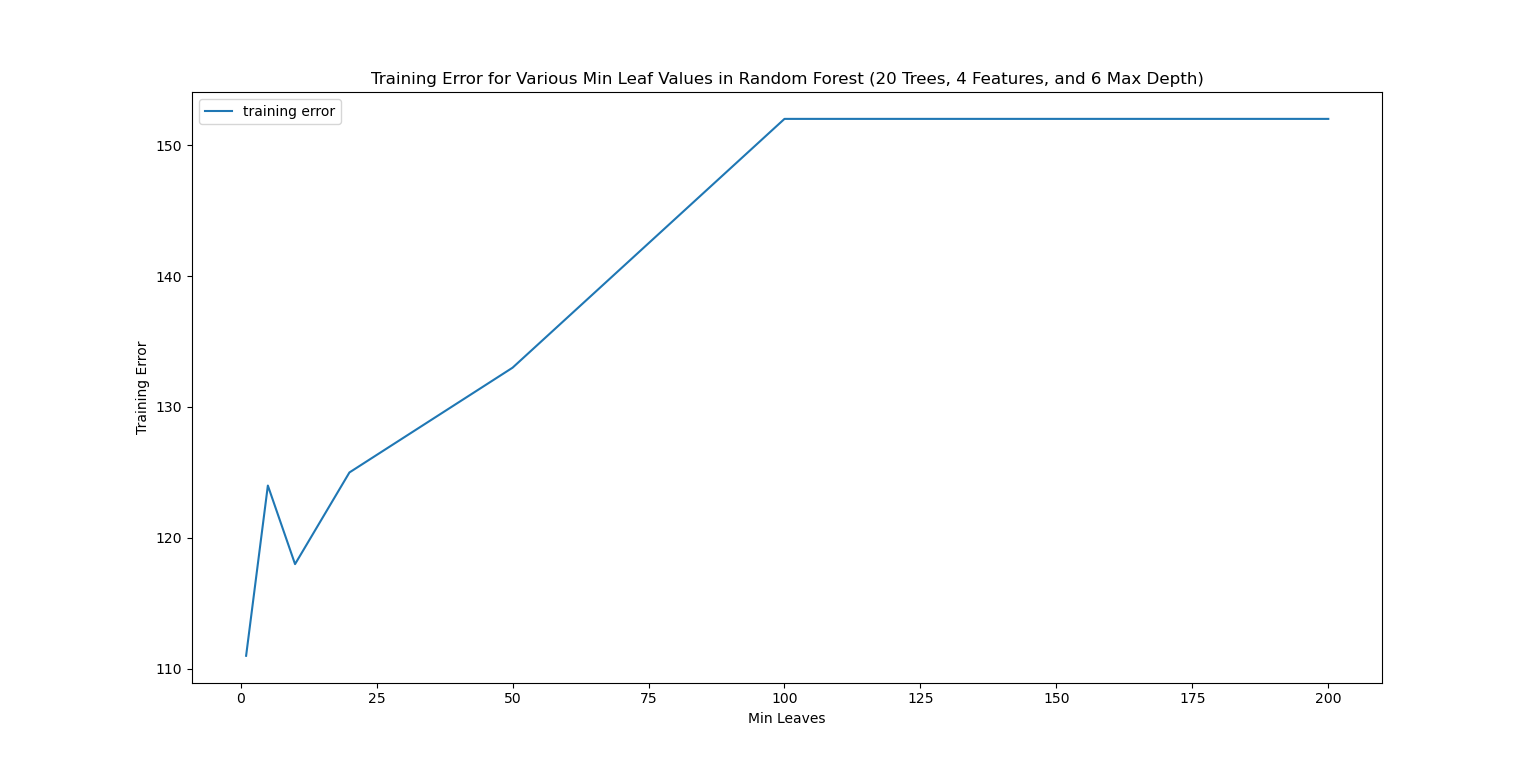 Training Error for Various Min Leaf Values in Random Forest (20 Trees, 4 Features, and 6 Max Depth)
training error
Training Error
150
140
130
120
110
0 25 50 75 100 125 150 175 200
Min Leaves